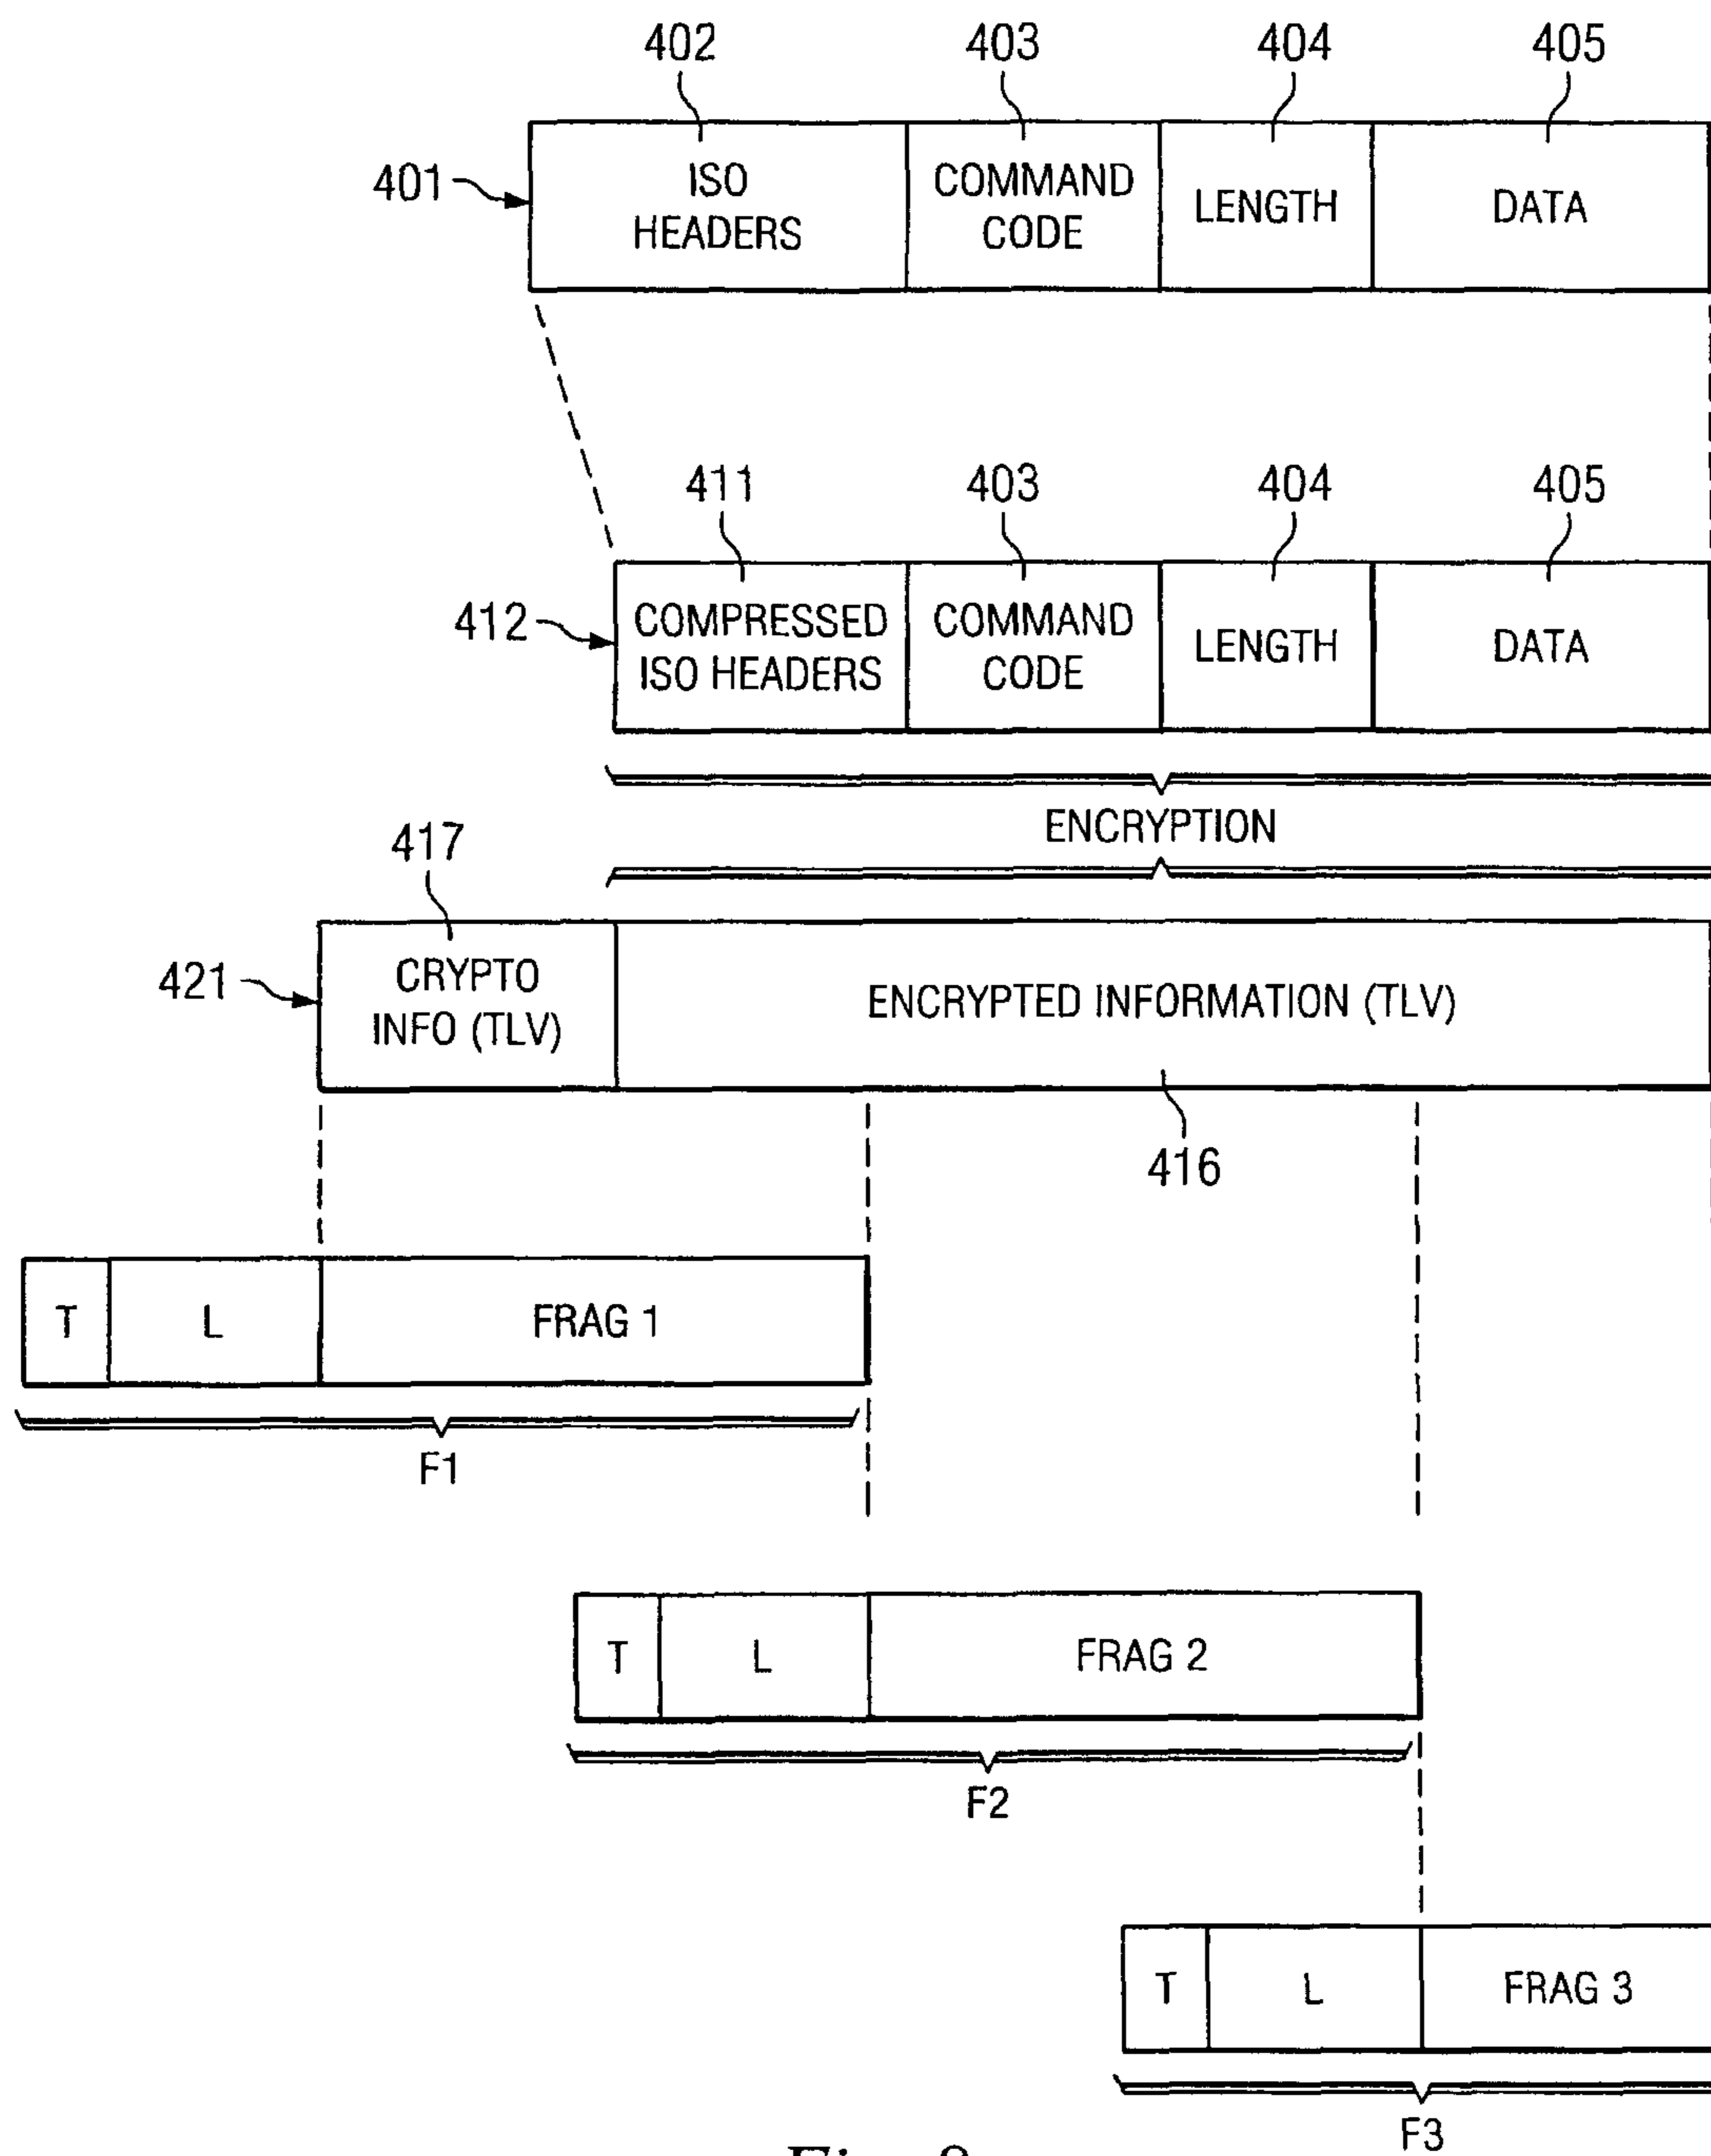 402 403 404 405
401
ISO HEADERS
COMMAND CODE
LENGTH
DATA
411 403 404 405
412
COMPRESSED ISO HEADERS
COMMAND CODE
LENGTH
DATA
ENCRYPTION
417
421
CRYPTO INFO (TLV)
ENCRYPTED INFORMATION (TLV)
416
T L FRAG 1
F1
T L FRAG 2
F2
T L FRAG 3
F3